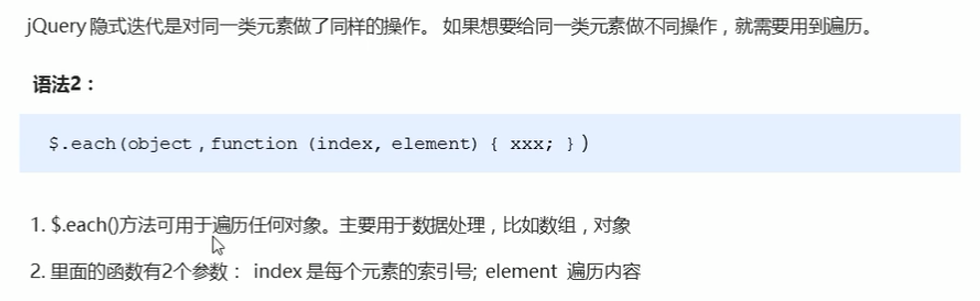 jQuery 隐式迭代是对同一类元素做了同样的操作。 如果想要给同一类元素做不同操作，就需要用到遍历。
语法2：
$.each(object，function (index, element) { xxx; })
1. $.each()方法可用于遍历任何对象。主要用于数据处理，比如数组，对象
2. 里面的函数有2个参数： index 是每个元素的索引号; element 遍历内容